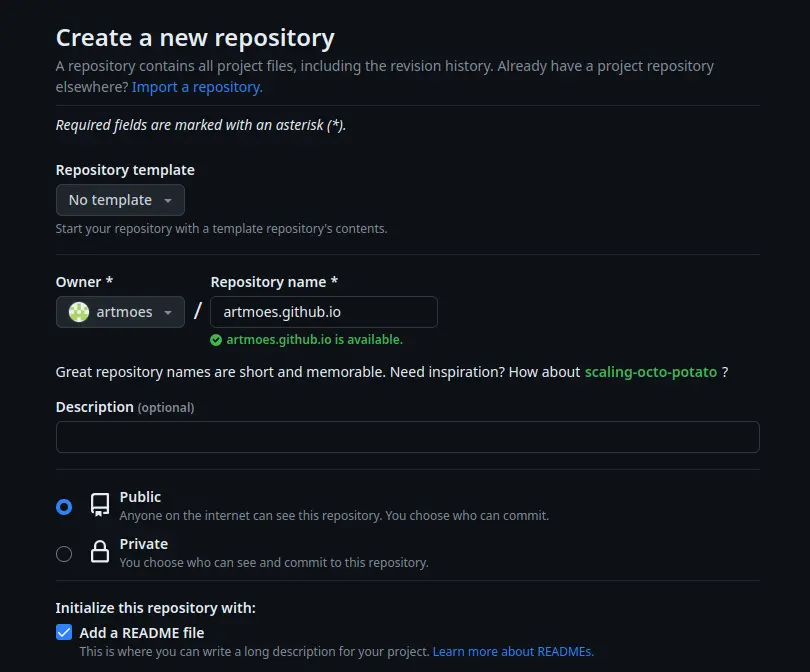 Create a new repository
A repository contains all project files, including the revision history. Already have a project repository
elsewhere? Import a repository.
Required fields are marked with an asterisk (*).
Repository template
No template
Start your repository with a template repository's contents.
Owner *
Repository name *
artmoes / artmoes.github.io
artmoes.github.io is available.
Great repository names are short and memorable. Need inspiration? How about scaling-octo-potato ?
Description (optional)
Public
Anyone on the internet can see this repository. You choose who can commit.
Private
You choose who can see and commit to this repository.
Initialize this repository with:
Add a README file
This is where you can write a long description for your project. Learn more about READMEs.